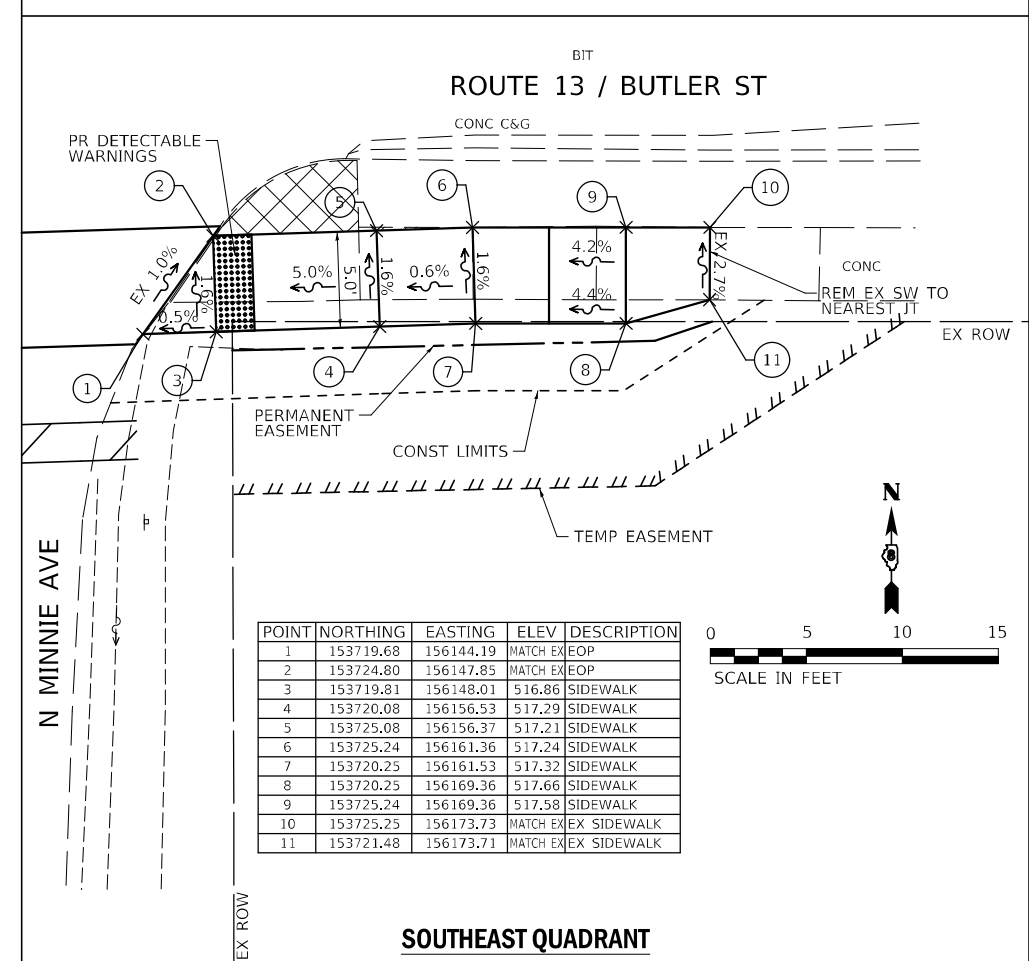 BIT
ROUTE 13 / BUTLER ST
CONC C&G
PR DETECTABLE
WARNINGS
2
5
6
9
10
EX 1.0%
1.6%
0.5%
5.0%
5.0'
1.6%
0.6%
1.6%
4.2%
4.4%
EX 2.7%
CONC
REM EX SW TO
NEAREST JT
EX ROW
1
3
4
7
8
11
PERMANENT
EASEMENT
CONST LIMITS
TEMP EASEMENT
N MINNIE AVE
N
8
0 5 10 15
SCALE IN FEET
POINT NORTHING EASTING ELEV DESCRIPTION
1 153719.68 156144.19 MATCH EX EOP
2 153724.80 156147.85 MATCH EX EOP
3 153719.81 156148.01 516.86 SIDEWALK
4 153720.08 156156.53 517.29 SIDEWALK
5 153725.08 156156.37 517.21 SIDEWALK
6 153725.24 156161.36 517.24 SIDEWALK
7 153720.25 156161.53 517.32 SIDEWALK
8 153720.25 156169.36 517.66 SIDEWALK
9 153725.24 156169.36 517.58 SIDEWALK
10 153725.25 156173.73 MATCH EX EX SIDEWALK
11 153721.48 156173.71 MATCH EX EX SIDEWALK
EX ROW
SOUTHEAST QUADRANT